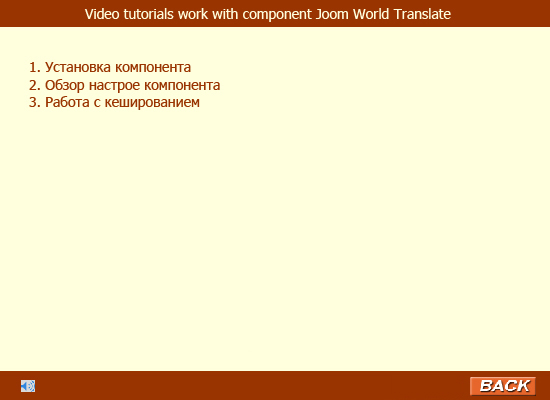 Video tutorials work with component Joom World Translate
1. Установка компонента
2. Обзор настрое компонента
3. Работа с кешированием
BACK